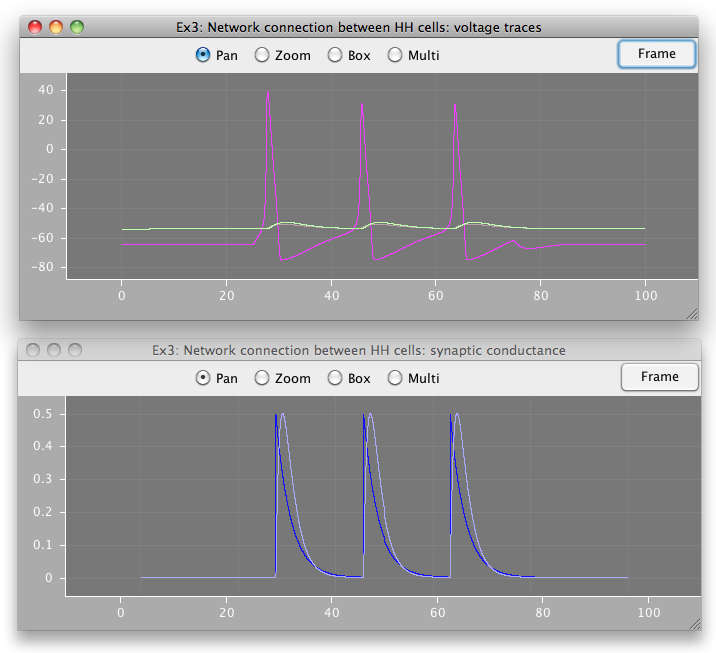 Ex3: Network connection between HH cells: voltage traces
Pan Zoom Box Multi Frame
40
20
0
-20
-40
-60
-80
0 20 40 60 80 100
Ex3: Network connection between HH cells: synaptic conductance
Pan Zoom Box Multi Frame
0.5
0.4
0.3
0.2
0.1
0
0 20 40 60 80 100